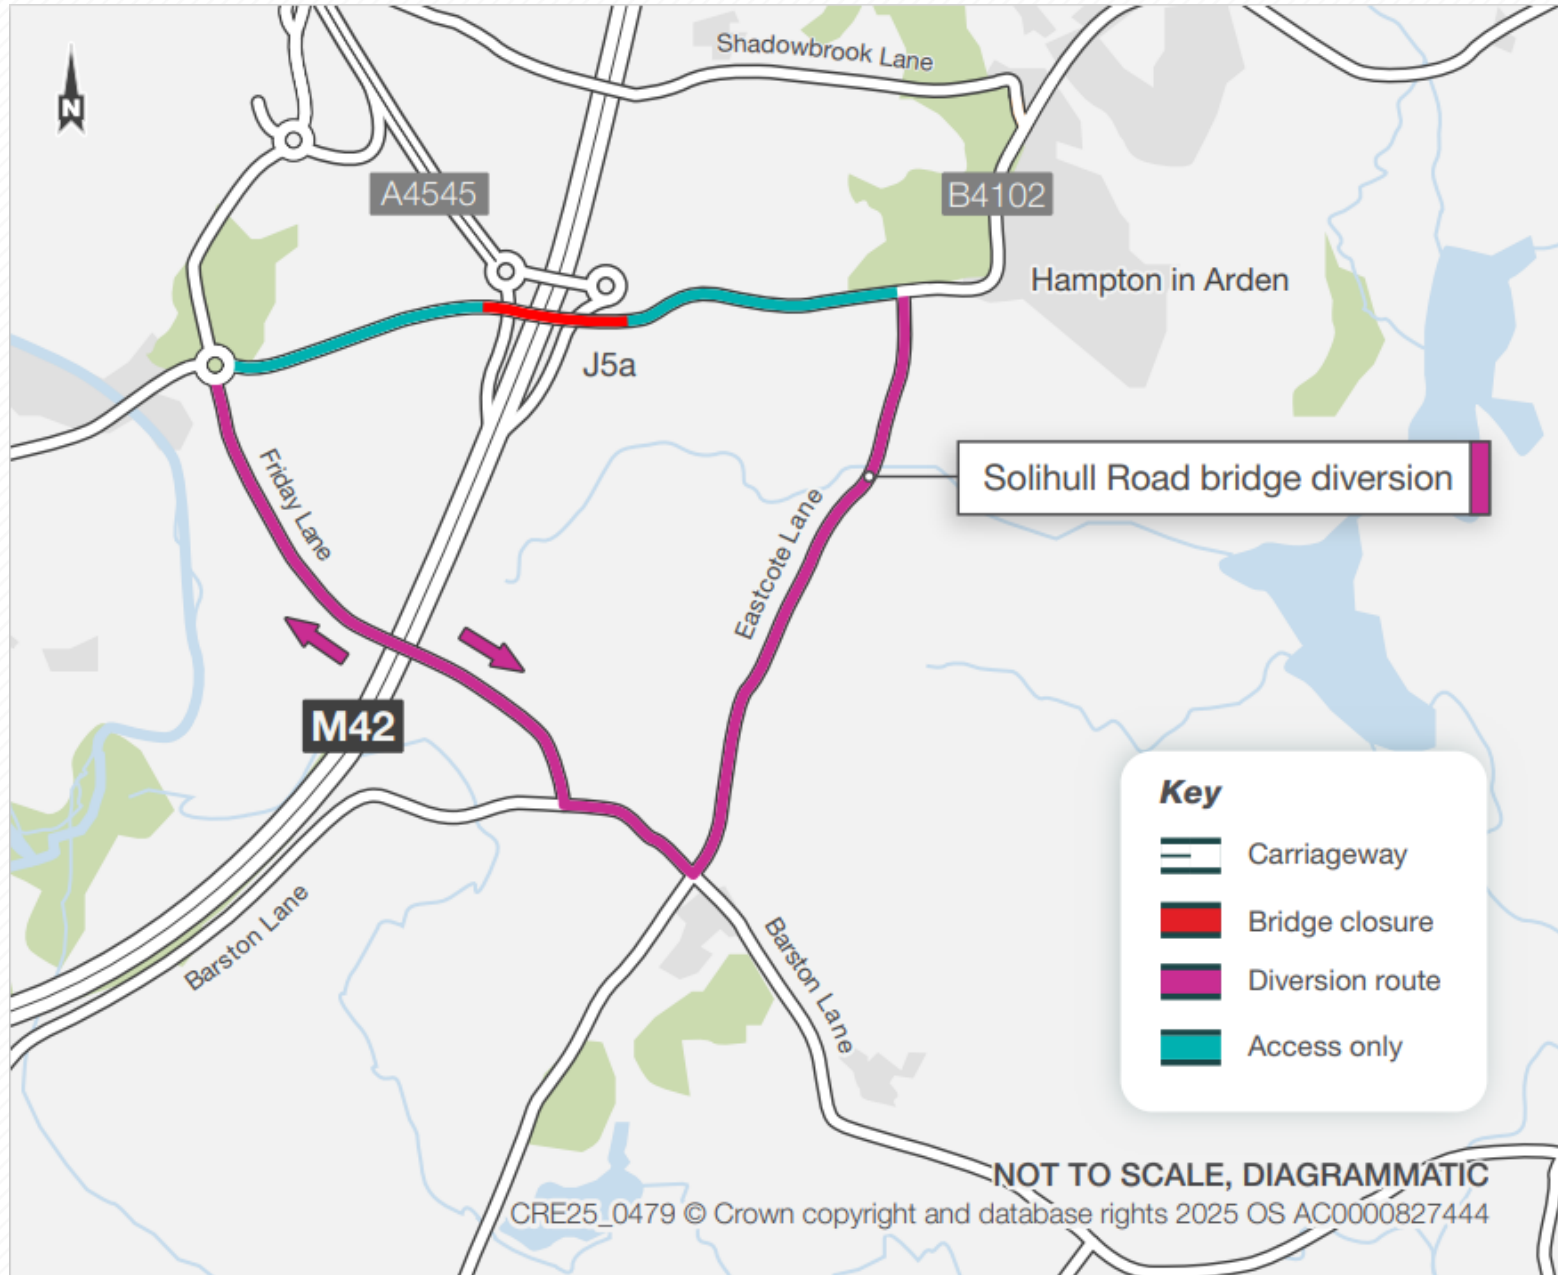 Shadowbrook Lane
N
A4545
B4102
Hampton in Arden
J5a
Friday Lane
Solihull Road bridge diversion
Eastcote Lane
M42
Key
Carriageway
Bridge closure
Diversion route
Access only
Barston Lane
Barston Lane
NOT TO SCALE, DIAGRAMMATIC
CRE25_0479 © Crown copyright and database rights 2025 OS AC0000827444